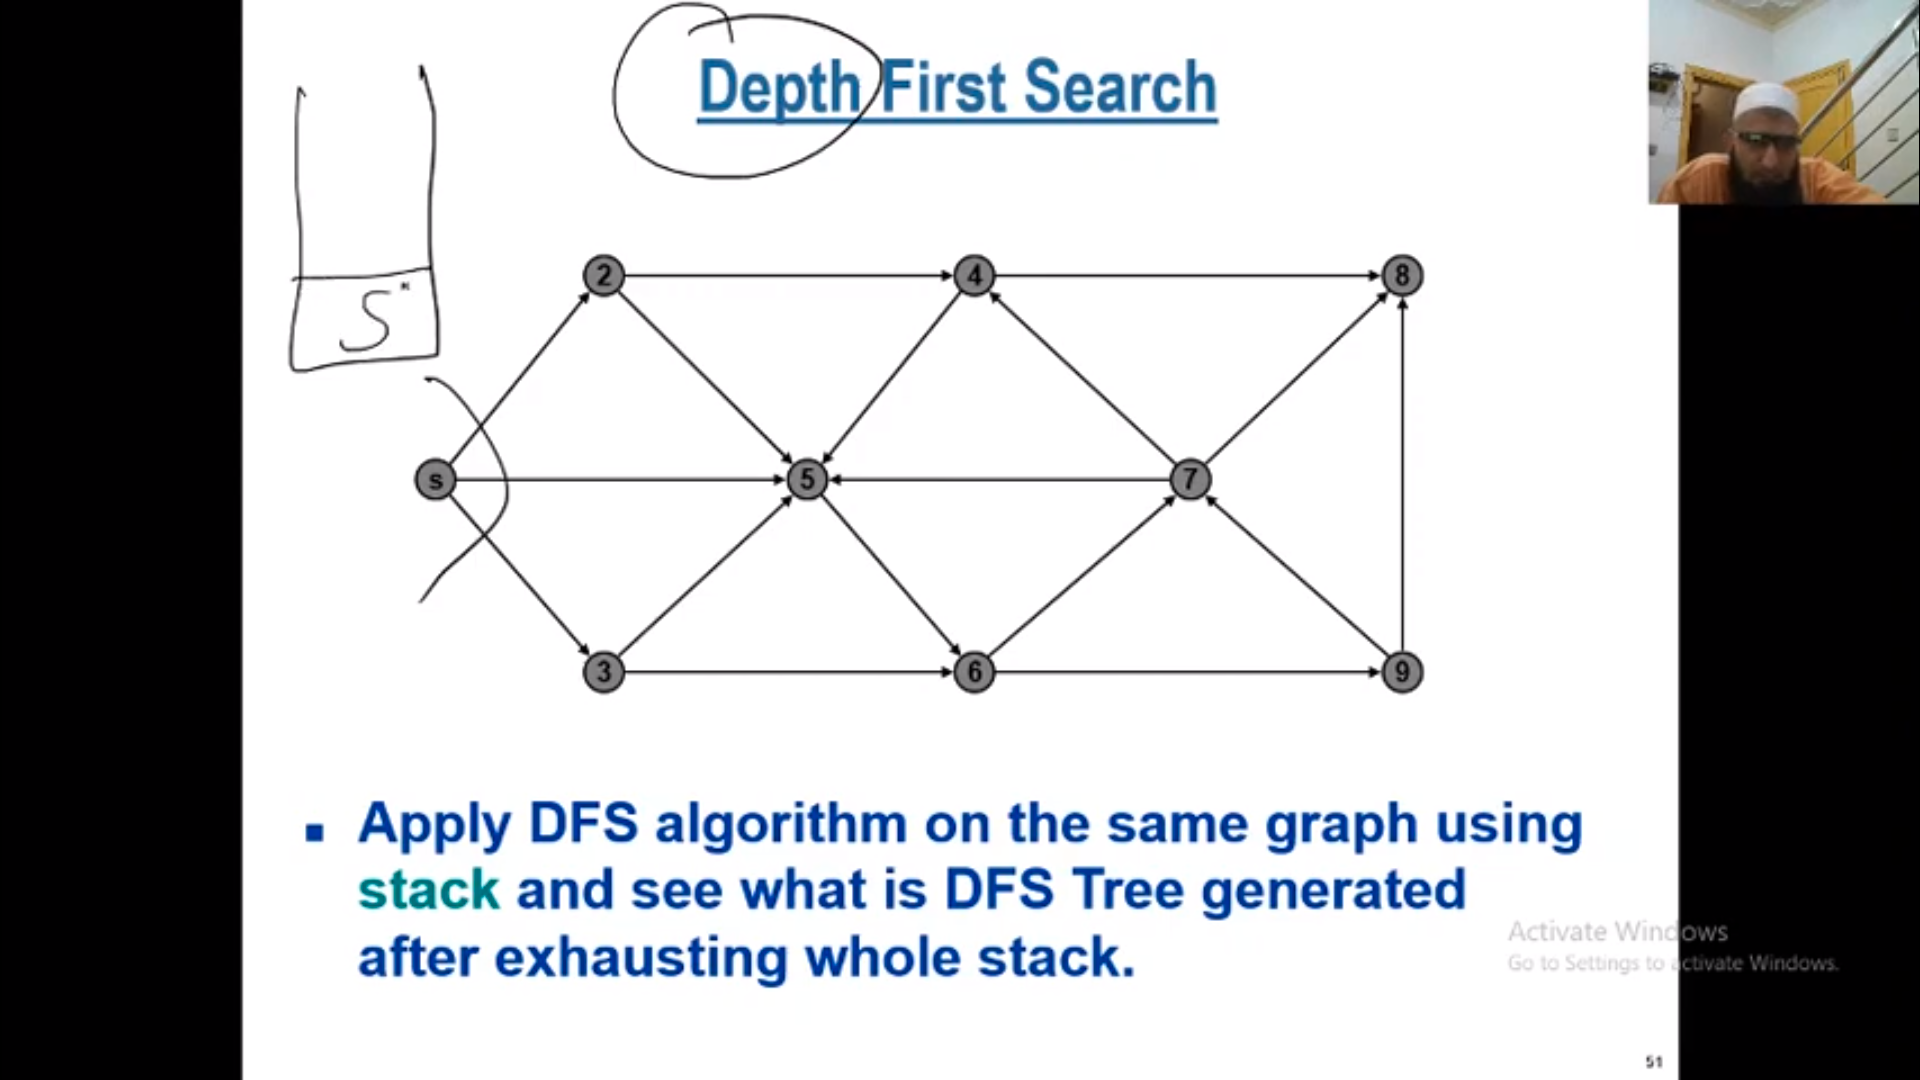 Depth First Search
S
2
4
8
s
5
7
3
6
9
Apply DFS algorithm on the same graph using
stack and see what is DFS Tree generated
after exhausting whole stack.
Activate Windows
Go to Settings to activate Windows.
51